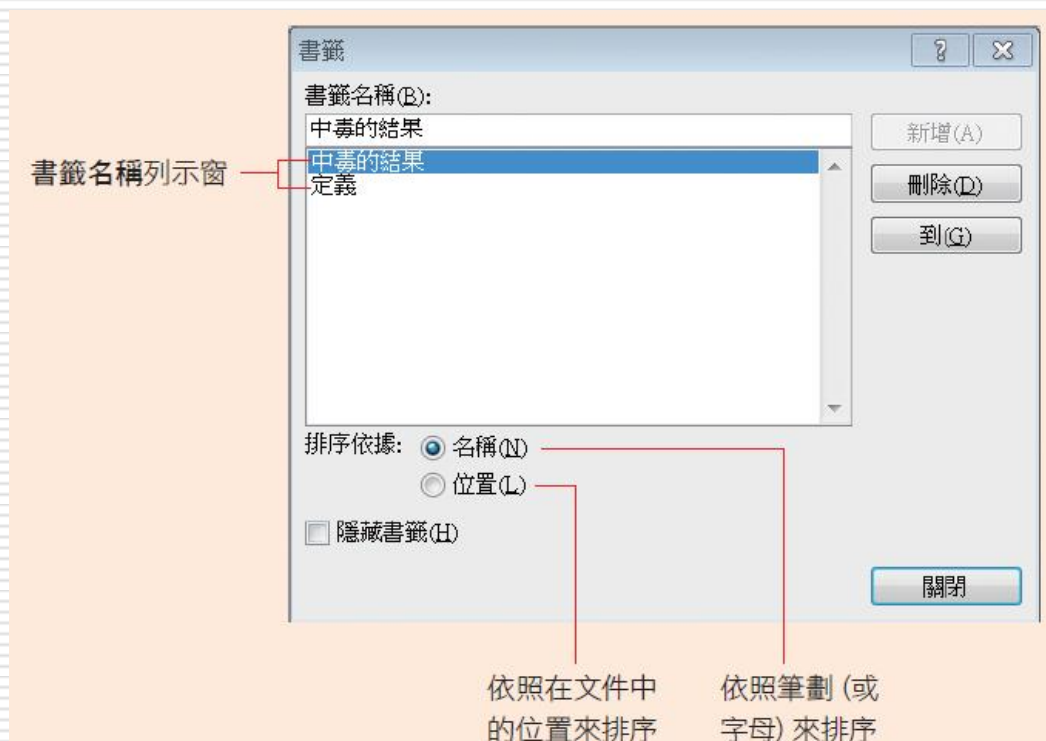 書籤
書籤名稱(B):
中毒的結果
新增(A)
中毒的結果
書籤名稱列示窗
定義
刪除(D)
到(G)
排序依據:
名稱(N)
位置(L)
隱藏書籤(H)
關閉
依照在文件中
的位置來排序
依照筆劃 (或
字母) 來排序